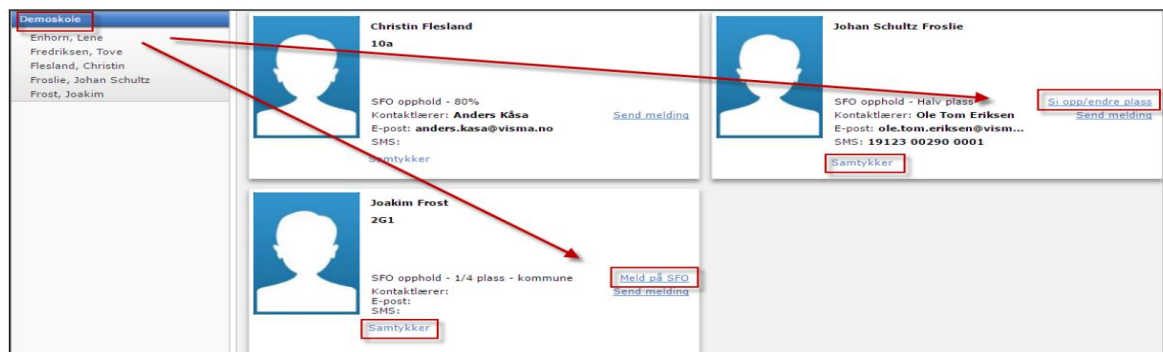 Demoskole
Enhorn, Lene
Fredriksen, Tove
Flesland, Christin
Froslie, Johan Schultz
Frost, Joakim
Christin Flesland
10a
SFO opphold - 80%
Kontaktlærer: Anders Kåsa
Send melding
E-post: anders.kasa@visma.no
SMS:
Samtykker
Johan Schultz Froslie
SFO opphold - Halv plass
Si opp/endre plass
Kontaktlærer: Ole Tom Eriksen
Send melding
E-post: ole.tom.eriksen@vism...
SMS: 19123 00290 0001
Samtykker
Joakim Frost
2G1
SFO opphold - 1/4 plass - kommune
Meld på SFO
Kontaktlærer:
Send melding
E-post:
SMS:
Samtykker